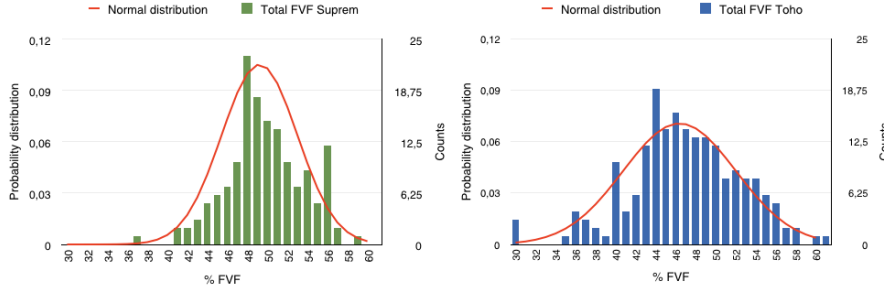 Normal distribution Total FVF Suprem
0,12
0,09
0,06
0,03
0
Probability distribution
25
18,75
12,5
6,25
0
Counts
30 32 34 36 38 40 42 44 46 48 50 52 54 56 58 60
% FVF
Normal distribution Total FVF Toho
0,12
0,09
0,06
0,03
0
Probability distribution
25
18,75
12,5
6,25
0
Counts
30 32 34 36 38 40 42 44 46 48 50 52 54 56 58 60
% FVF